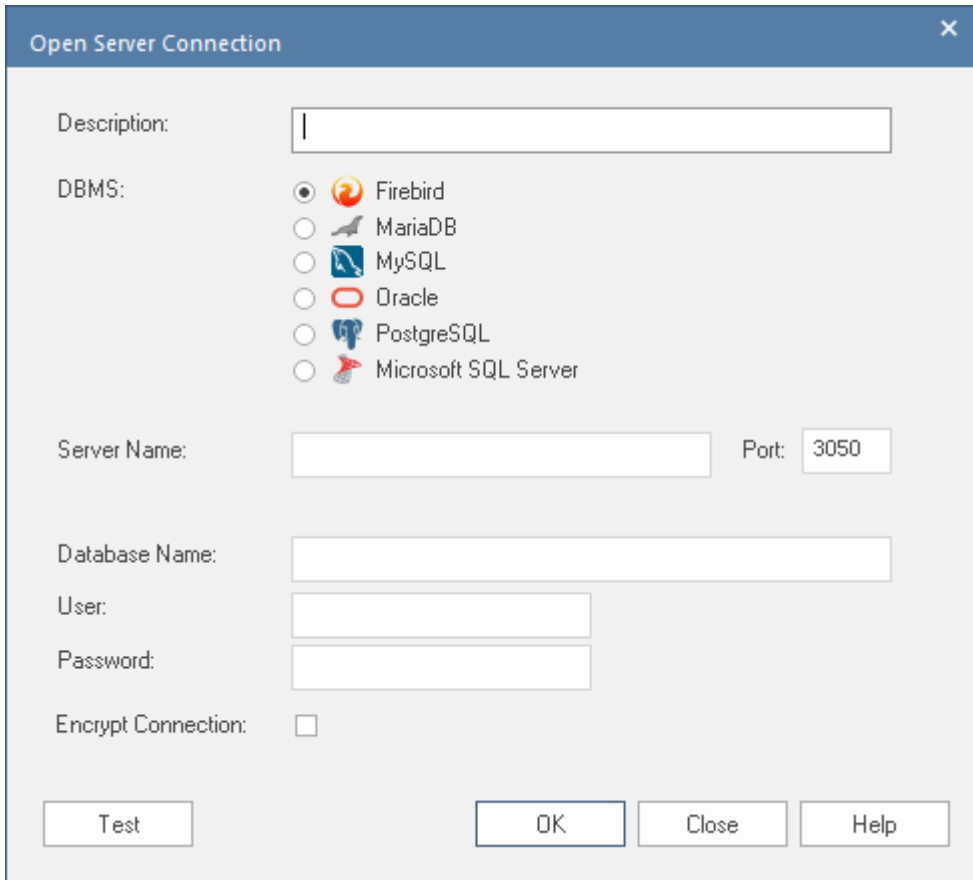 Open Server Connection
Description:
DBMS:
Firebird
MariaDB
MySQL
Oracle
PostgreSQL
Microsoft SQL Server
Server Name:
Port: 3050
Database Name:
User:
Password:
Encrypt Connection:
Test OK Close Help